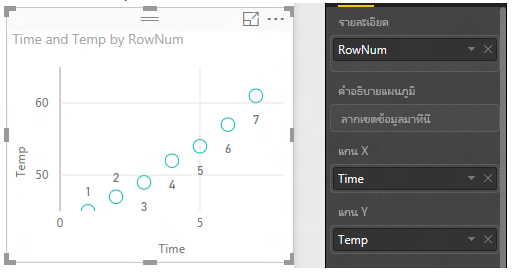 Time and Temp by RowNum
60
50
Temp
1
2
3
4
5
6
7
0
5
Time
รายละเอียด
RowNum
คำอธิบายแผนภูมิ
ลากเขตข้อมูลมาที่นี่
แกน X
Time
แกน Y
Temp